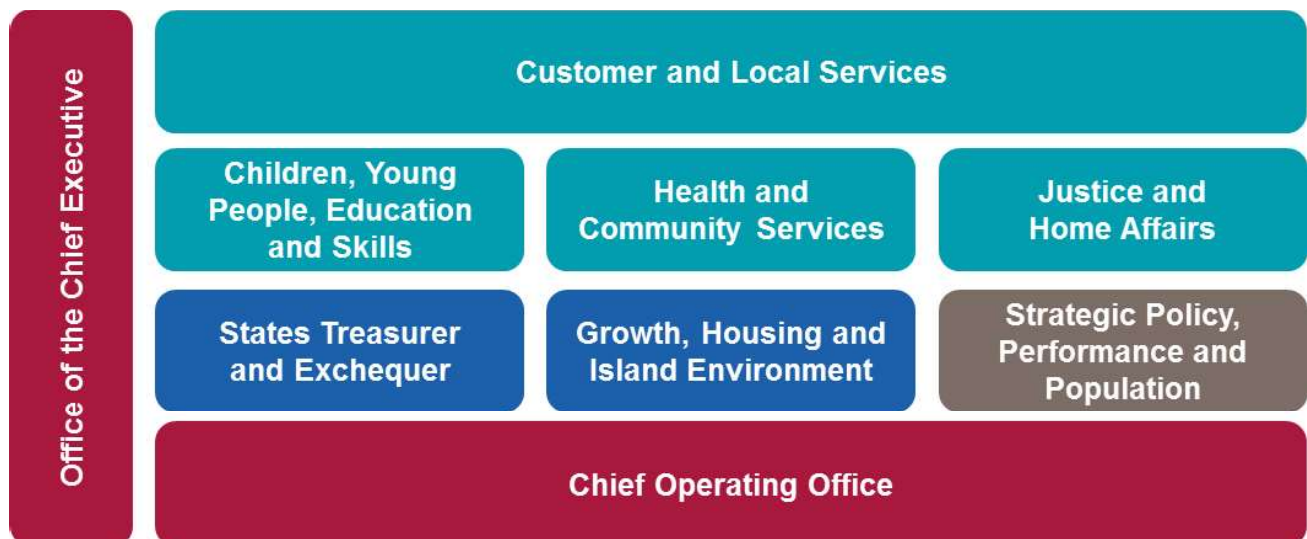 Office of the Chief Executive
Customer and Local Services
Children, Young
People, Education
and Skills
Health and
Community Services
Justice and
Home Affairs
States Treasurer
and Exchequer
Growth, Housing and
Island Environment
Strategic Policy,
Performance and
Population
Chief Operating Office